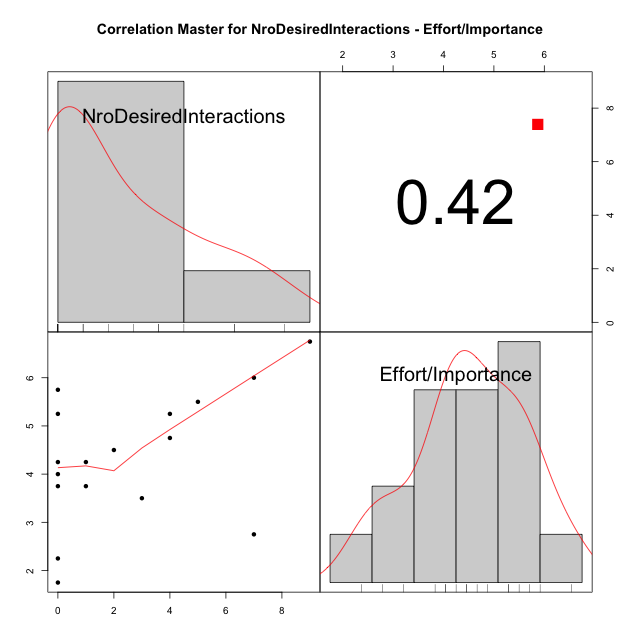 Correlation Master for NroDesiredInteractions - Effort/Importance
2 3 4 5 6
NroDesiredInteractions
0.42
8
6
4
2
0
6
5
4
3
2
Effort/Importance
0 2 4 6 8